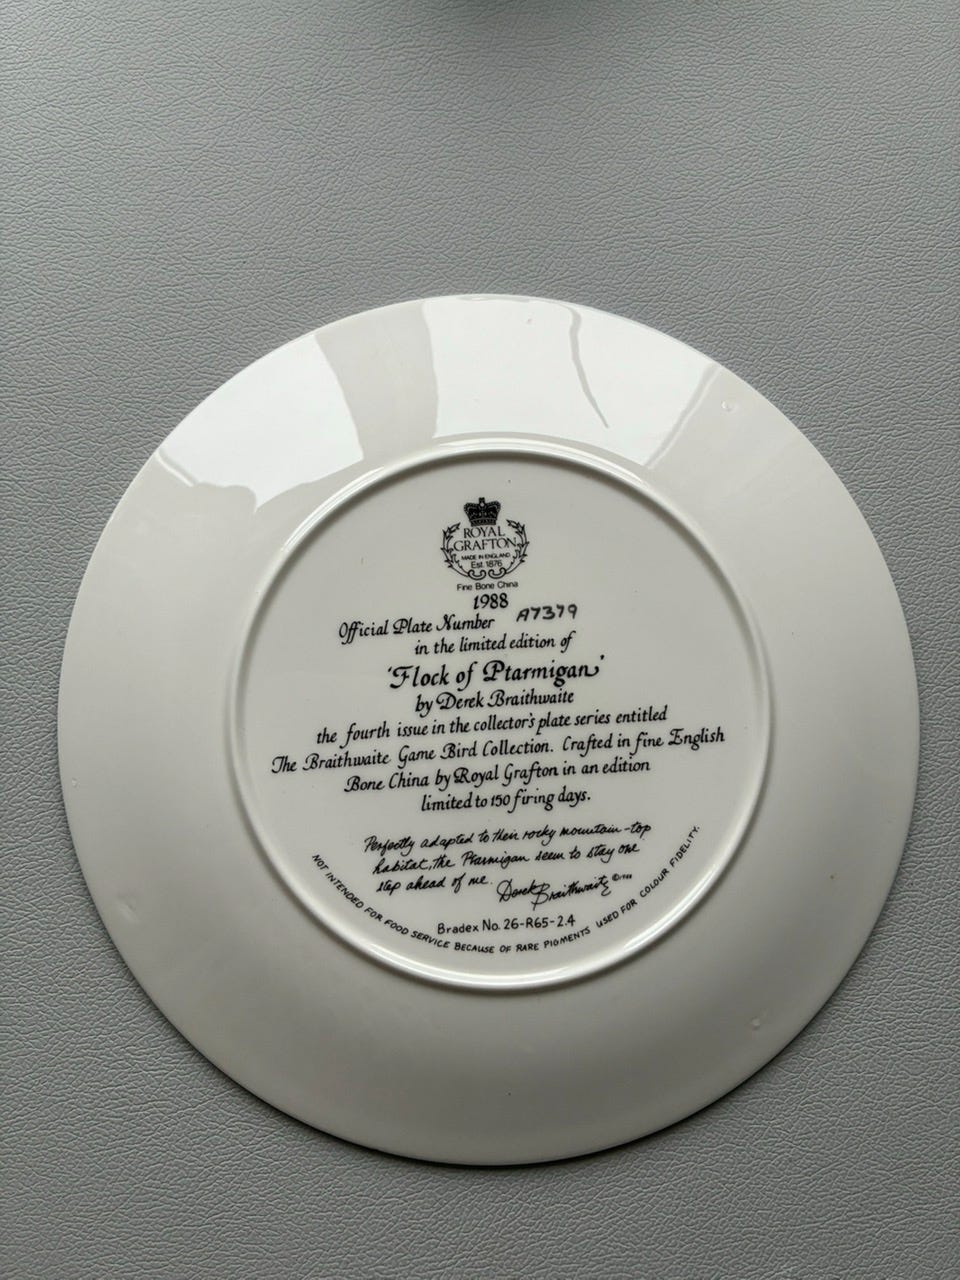 ROYAL
GRAFTON
MADE IN ENGLAND
Est. 1876
Fine Bone China
1988
Official Plate Number A7379
in the limited edition of
'Flock of Ptarmigan'
by Derek Braithwaite
the fourth issue in the collector's plate series entitled
The Braithwaite Game Bird Collection. Crafted in fine English
Bone China by Royal Grafton in an edition
limited to 150 firing days.
Perfectly adapted to their rocky mountain-top
habitat, the Ptarmigan seem to stay one
step ahead of me. Derek Braithwaite © 1988
Bradex No. 26-R65-2.4
NOT INTENDED FOR FOOD SERVICE BECAUSE OF RARE PIGMENTS USED FOR COLOUR FIDELITY.